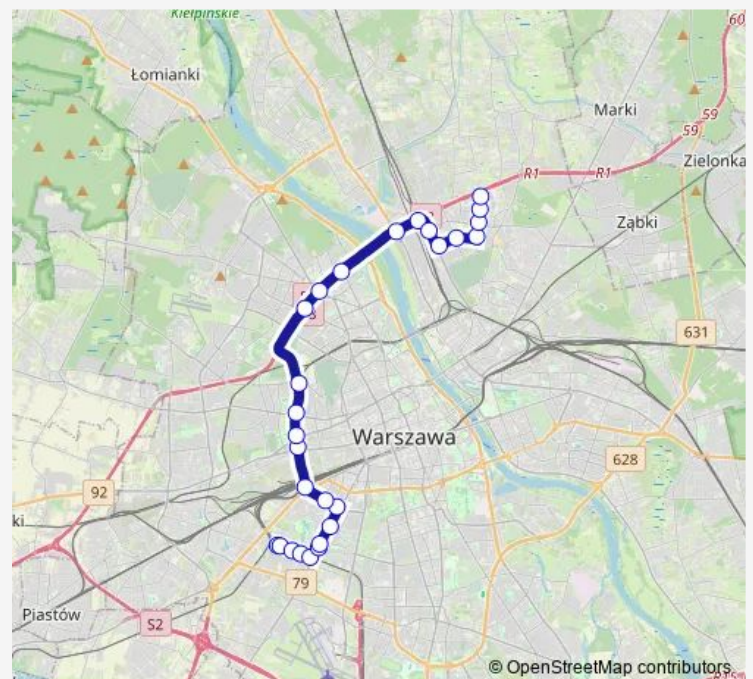 Kiełpińskie
Łomianki
60
Marki
59
59
Zielonka
R1
R1
Ząbki
631
Warszawa
628
92
ki
79
Piastów
S2
© OpenStreetMap contributors